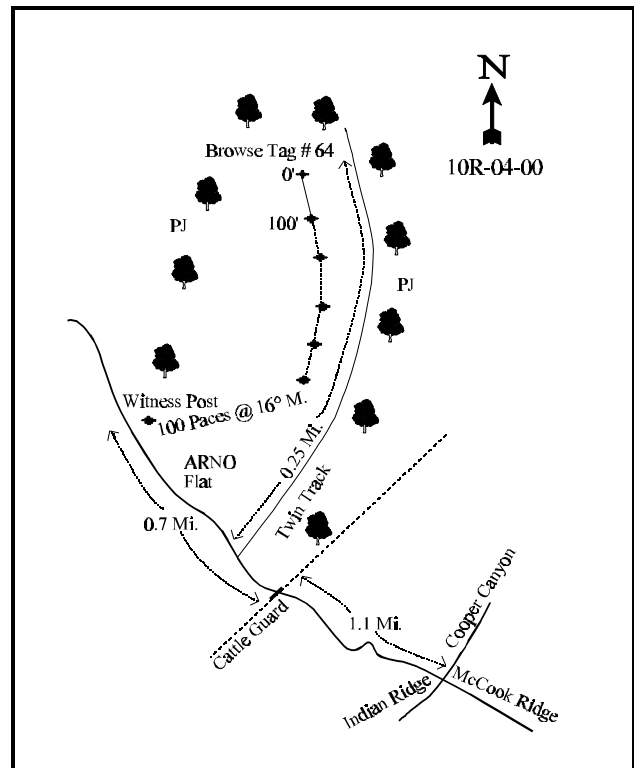 N
10R-04-00
Browse Tag # 64
0'
100'
PJ
PJ
Witness Post
100 Paces @ 16° M.
ARNO
Flat
0.25 Mi.
Twin Track
0.7 Mi.
Cattle Guard
1.1 Mi.
Cooper Canyon
Indian Ridge
McCook Ridge